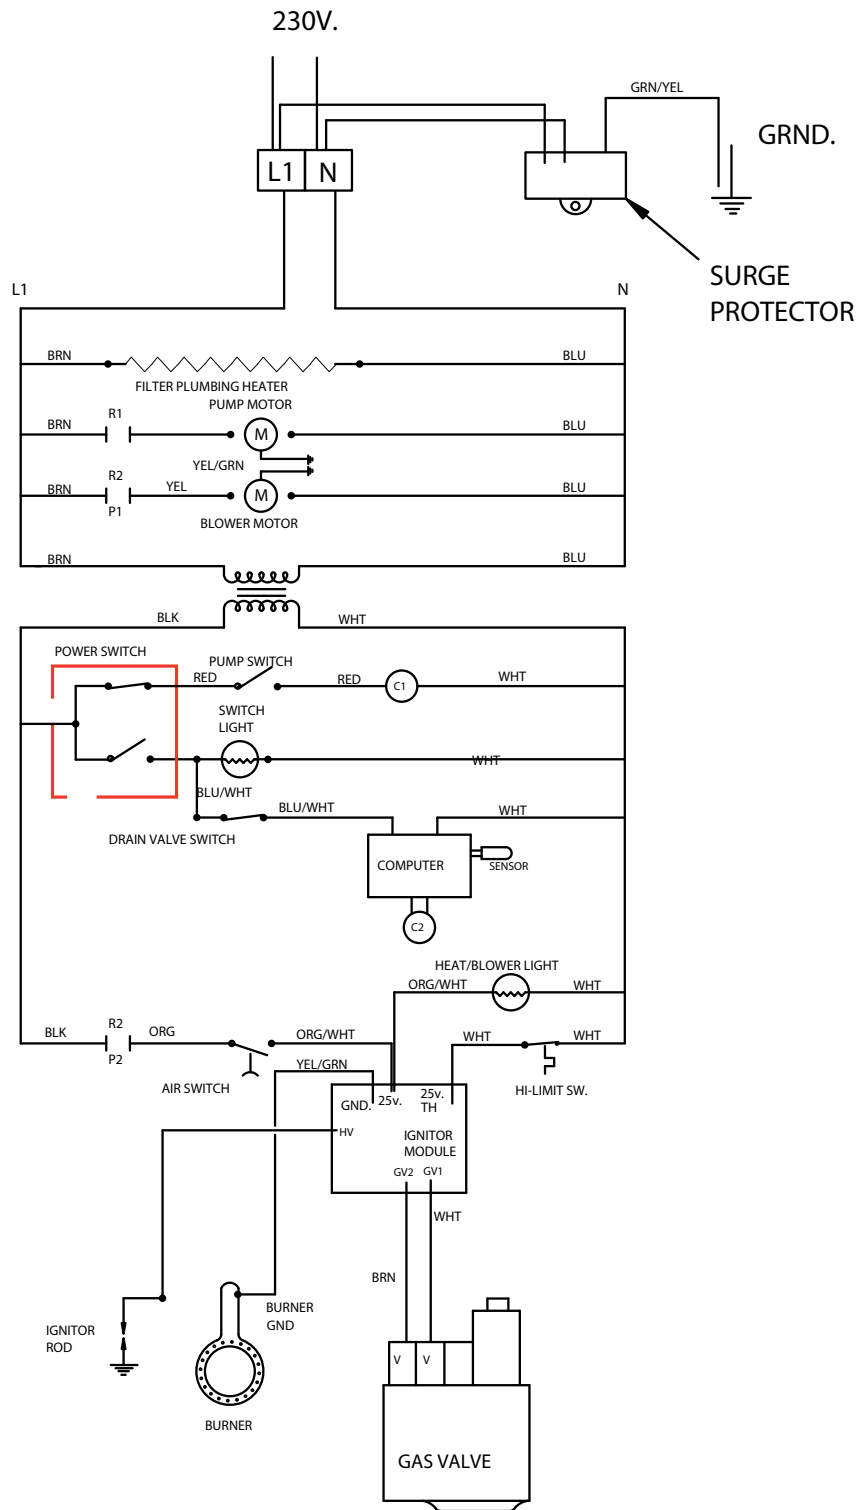 230V.
GRN/YEL
GRND.
L1 N
SURGE
PROTECTOR
L1
N
BRN
BLU
FILTER PLUMBING HEATER
PUMP MOTOR
R1
BRN
M
BLU
YEL/GRN
R2
BRN
YEL
M
BLU
P1
BLOWER MOTOR
BRN
BLU
BLK
WHT
POWER SWITCH
PUMP SWITCH
RED
RED
C1
WHT
SWITCH
LIGHT
WHT
BLU/WHT
BLU/WHT
WHT
DRAIN VALVE SWITCH
COMPUTER
SENSOR
C2
HEAT/BLOWER LIGHT
ORG/WHT
WHT
R2
BLK
ORG
ORG/WHT
WHT
WHT
P2
YEL/GRN
AIR SWITCH
HI-LIMIT SW.
GND.
25v.
25v.
TH
HV
IGNITOR
MODULE
GV2
GV1
WHT
BRN
BURNER
GND
IGNITOR
ROD
V
V
BURNER
GAS VALVE